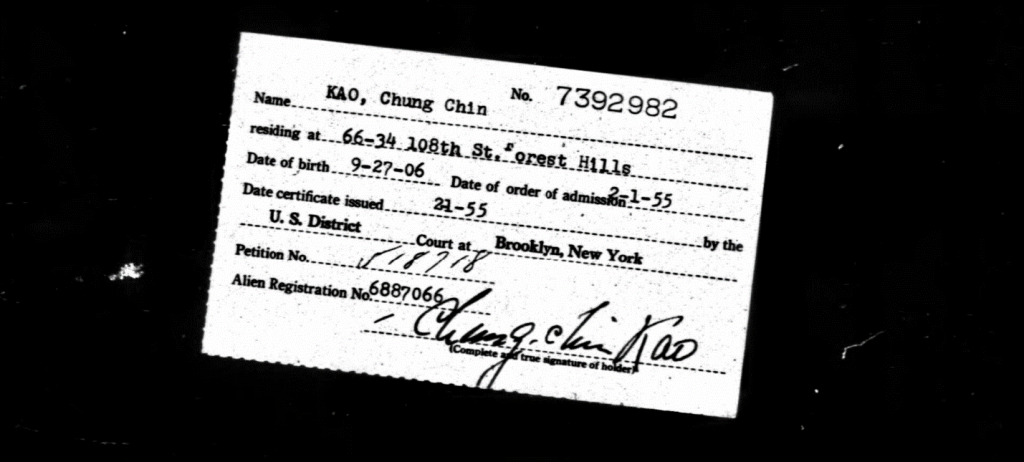 No. 7392982
Name KAO, Chung Chin
residing at 66-34 108th St. Forest Hills
Date of birth 9-27-06 Date of order of admission 2-1-55
Date certificate issued 21-55 by the
U. S. District Court at Brooklyn, New York
Petition No. 518718
Alien Registration No. 6887066
Chung-Chin Kao
(Complete and true signature of holder)